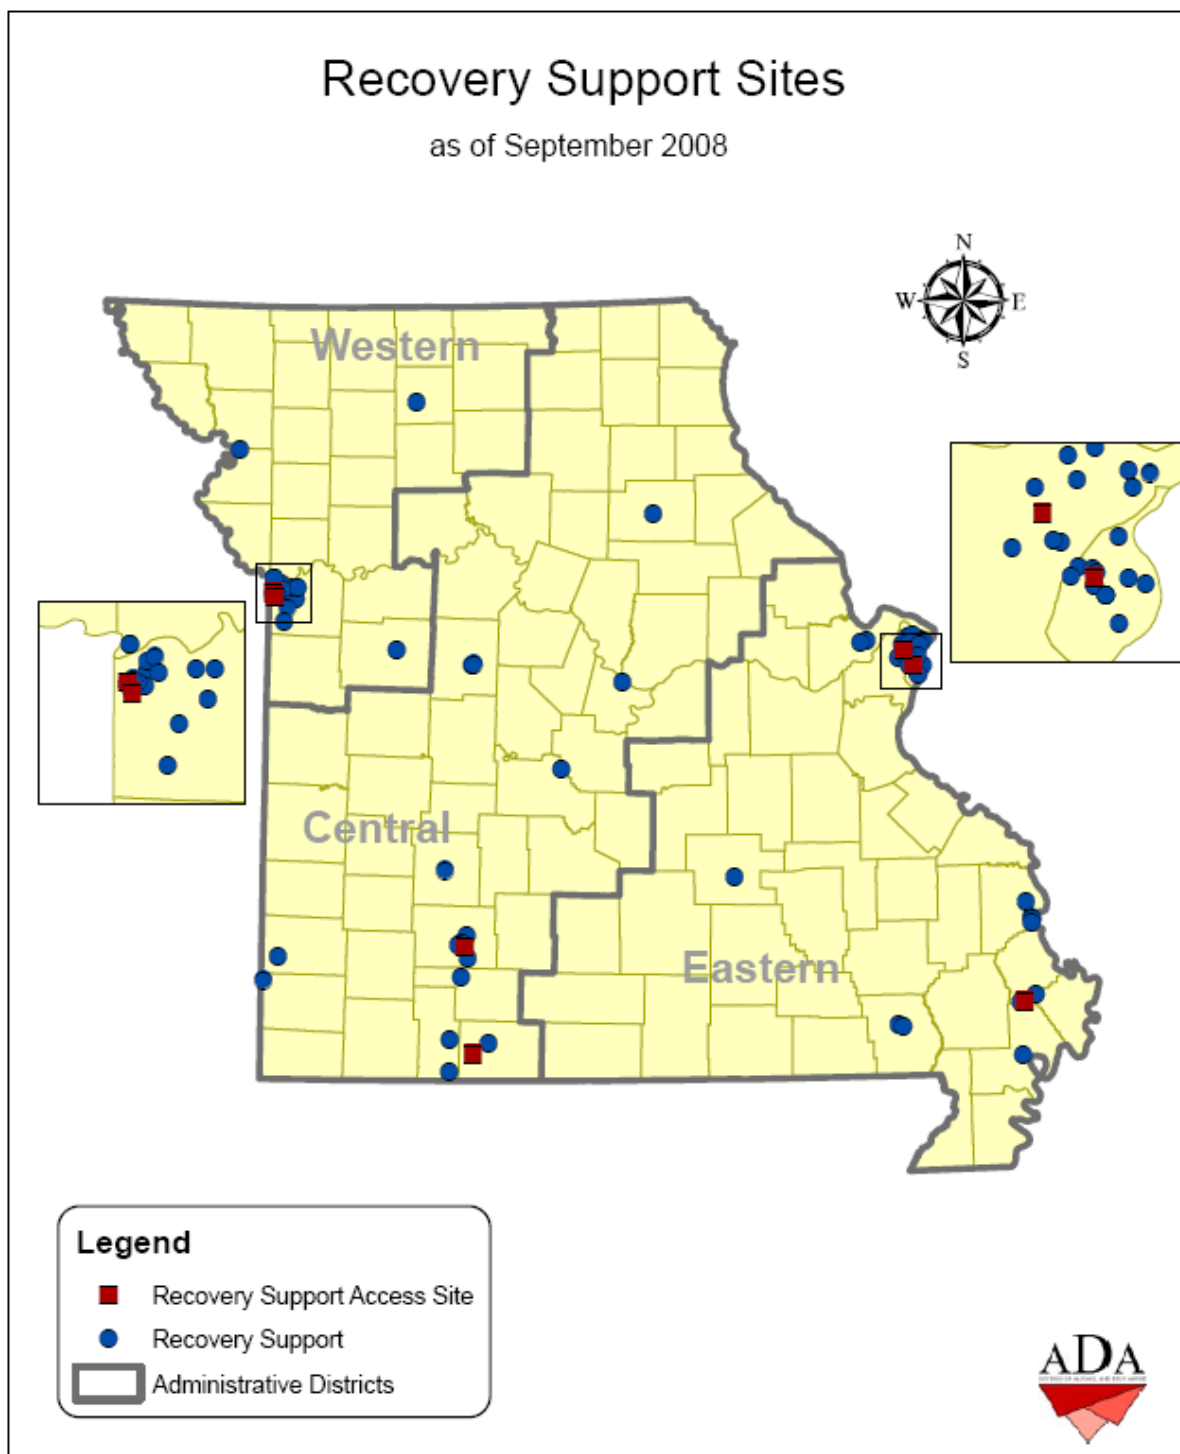 Recovery Support Sites
as of September 2008
N
W
E
S
Western
Central
Eastern
Legend
Recovery Support Access Site
Recovery Support
Administrative Districts
ADA